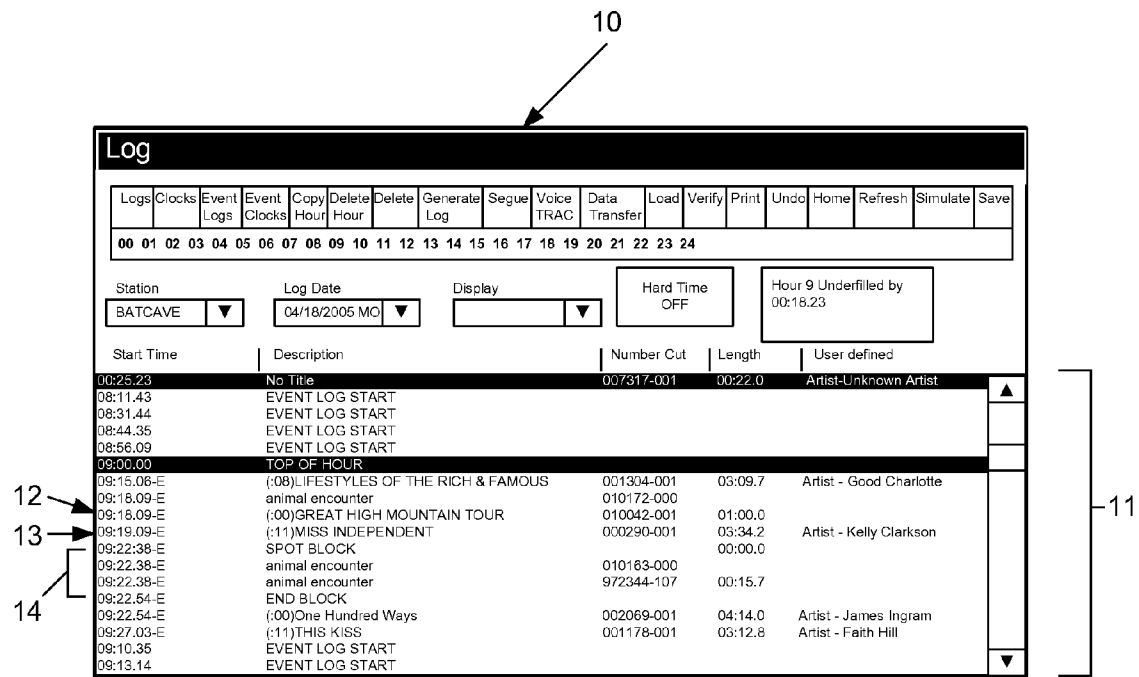 10
Log
Logs Clocks Event Logs Event Clocks Copy Hour Delete Hour Delete Generate Log Segue Voice TRAC Data Transfer Load Verify Print Undo Home Refresh Simulate Save
00 01 02 03 04 05 06 07 08 09 10 11 12 13 14 15 16 17 18 19 20 21 22 23 24
Station Log Date Display
BATCAVE ▼ 04/18/2005 MO ▼ ▼
Hard Time
OFF
Hour 9 Underfilled by
00:18.23
Start Time Description Number Cut Length User defined
00:25.23 No Title 007317-001 00:22.0 Artist-Unknown Artist
08:11.43 EVENT LOG START
08:31.44 EVENT LOG START
08:44.35 EVENT LOG START
08:56.09 EVENT LOG START
09:00.00 TOP OF HOUR
09:15.06-E (:08)LIFESTYLES OF THE RICH & FAMOUS 001304-001 03:09.7 Artist - Good Charlotte
09:18.09-E animal encounter 010172-000
12 09:18.09-E (:00)GREAT HIGH MOUNTAIN TOUR 010042-001 01:00.0
13 09:19.09-E (:11)MISS INDEPENDENT 000290-001 03:34.2 Artist - Kelly Clarkson
09:22:38-E SPOT BLOCK 00:00.0
09:22.38-E animal encounter 010163-000
09:22.38-E animal encounter 972344-107 00:15.7
09:22.54-E END BLOCK
09:22.54-E (:00)One Hundred Ways 002069-001 04:14.0 Artist - James Ingram
09:27.03-E (:11)THIS KISS 001178-001 03:12.8 Artist - Faith Hill
09:10.35 EVENT LOG START
09:13.14 EVENT LOG START
14
11